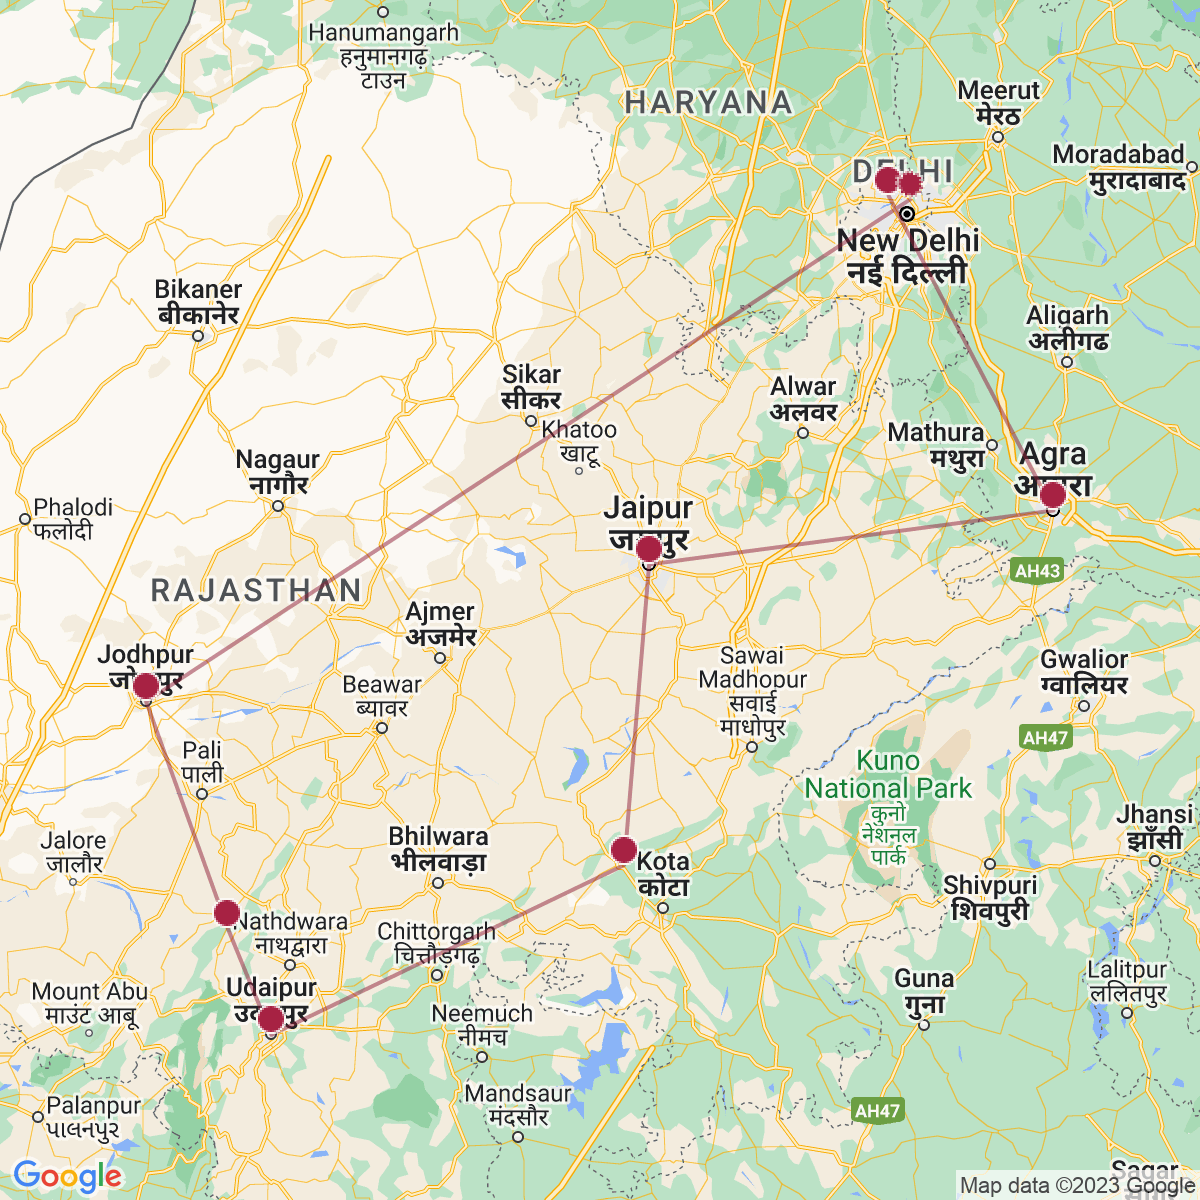 Hanumangarh
हनुमानगढ़
टाउन
HARYANA
Meerut
मेरठ
DELHI
Moradabad
मुरादाबाद
New Delhi
नई दिल्ली
Bikaner
बीकानेर
Aligarh
अलीगढ
Sikar
सीकर
Alwar
अलवर
Khatoo
खाटू
Mathura
मथुरा
Agra
Nagaur
नागौर
Phalodi
फलोदी
Jaipur
AH43
RAJASTHAN
Ajmer
अजमेर
Jodhpur
Beawar
ब्यावर
Sawai
Madhopur
सवाई
माधोपुर
Gwalior
ग्वालियर
AH47
Pali
पाली
Kuno
National Park
कुनो
नेशनल
पार्क
Jhansi
झाँसी
Jalore
जालौर
Bhilwara
भीलवाड़ा
Kota
कोटा
Shivpuri
शिवपुरी
Nathdwara
नाथद्वारा
Chittorgarh
चित्तौड़गढ़
Udaipur
Mount Abu
माउंट आबू
Guna
गुना
Lalitpur
ललितपुर
Neemuch
नीमच
Mandsaur
मंदसौर
Palanpur
પાલનપુર
AH47
Sagar
Google
Map data ©2023 Google